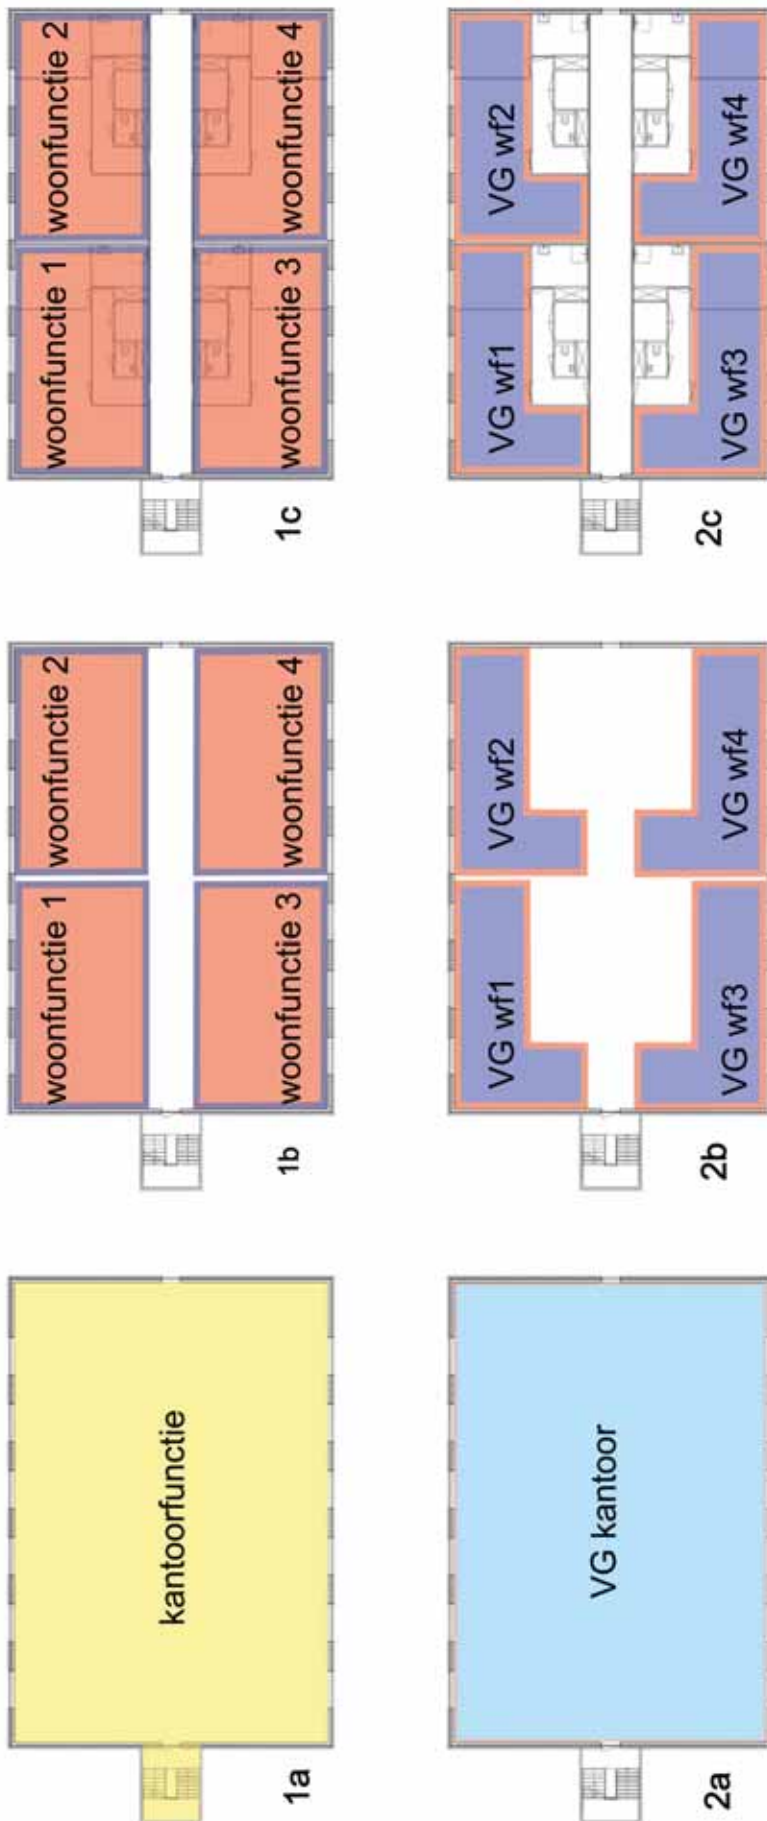 kantoorfunctie
1a
woonfunctie 1
woonfunctie 2
woonfunctie 3
woonfunctie 4
1b
woonfunctie 1
woonfunctie 2
woonfunctie 3
woonfunctie 4
1c
VG kantoor
2a
VG wf1
VG wf2
VG wf3
VG wf4
2b
VG wf1
VG wf2
VG wf3
VG wf4
2c